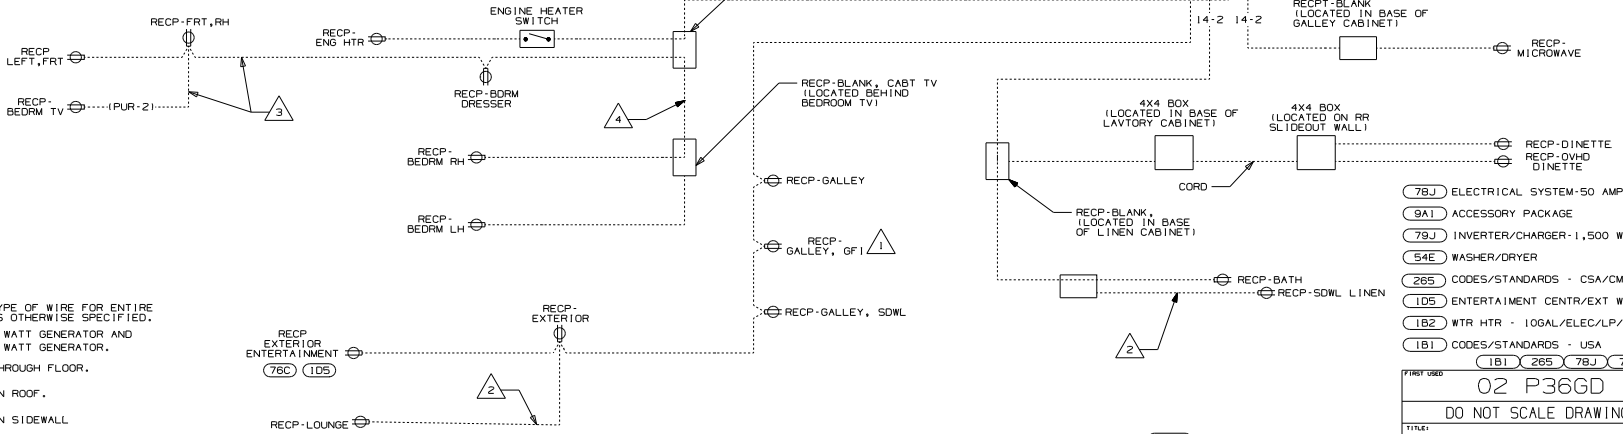 RECP-FRT,RH
RECP
LEFT,FRT
RECP-
BEDRM TV
(PUR-2)
3
RECP-
ENG HTR
ENGINE HEATER
SWITCH
RECP-BDRM
DRESSER
4
RECP-BLANK, CABT TV
(LOCATED BEHIND
BEDROOM TV)
RECP-
BEDRM RH
RECP-
BEDRM LH
14-2 14-2
RECPT-BLANK
(LOCATED IN BASE OF
GALLEY CABINET)
RECP-
MICROWAVE
4X4 BOX
(LOCATED IN BASE OF
LAVTORY CABINET)
4X4 BOX
(LOCATED ON RR
SLIDEOUT WALL)
RECP-DINETTE
RECP-OVHD
DINETTE
CORD
RECP-BLANK,
(LOCATED IN BASE
OF LINEN CABINET)
RECP-GALLEY
RECP-
GALLEY, GFI
1
RECP-GALLEY, SDWL
RECP-BATH
RECP-SDWL LINEN
2
RECP-
EXTERIOR
RECP
EXTERIOR
ENTERTAINMENT
76C 1D5
2
RECP-LOUNGE
YPE OF WIRE FOR ENTIRE
S OTHERWISE SPECIFIED.
WATT GENERATOR AND
WATT GENERATOR.
HROUGH FLOOR.
N ROOF.
N SIDEWALL
78J ELECTRICAL SYSTEM-50 AMP
9A1 ACCESSORY PACKAGE
79J INVERTER/CHARGER-1,500 W
54E WASHER/DRYER
265 CODES/STANDARDS - CSA/CM
1D5 ENTERTAIMENT CENTR/EXT W
1B2 WTR HTR - 10GAL/ELEC/LP/
1B1 CODES/STANDARDS - USA
1B1 265 78J 7
FIRST USED
02 P36GD
DO NOT SCALE DRAWING
TITLE: